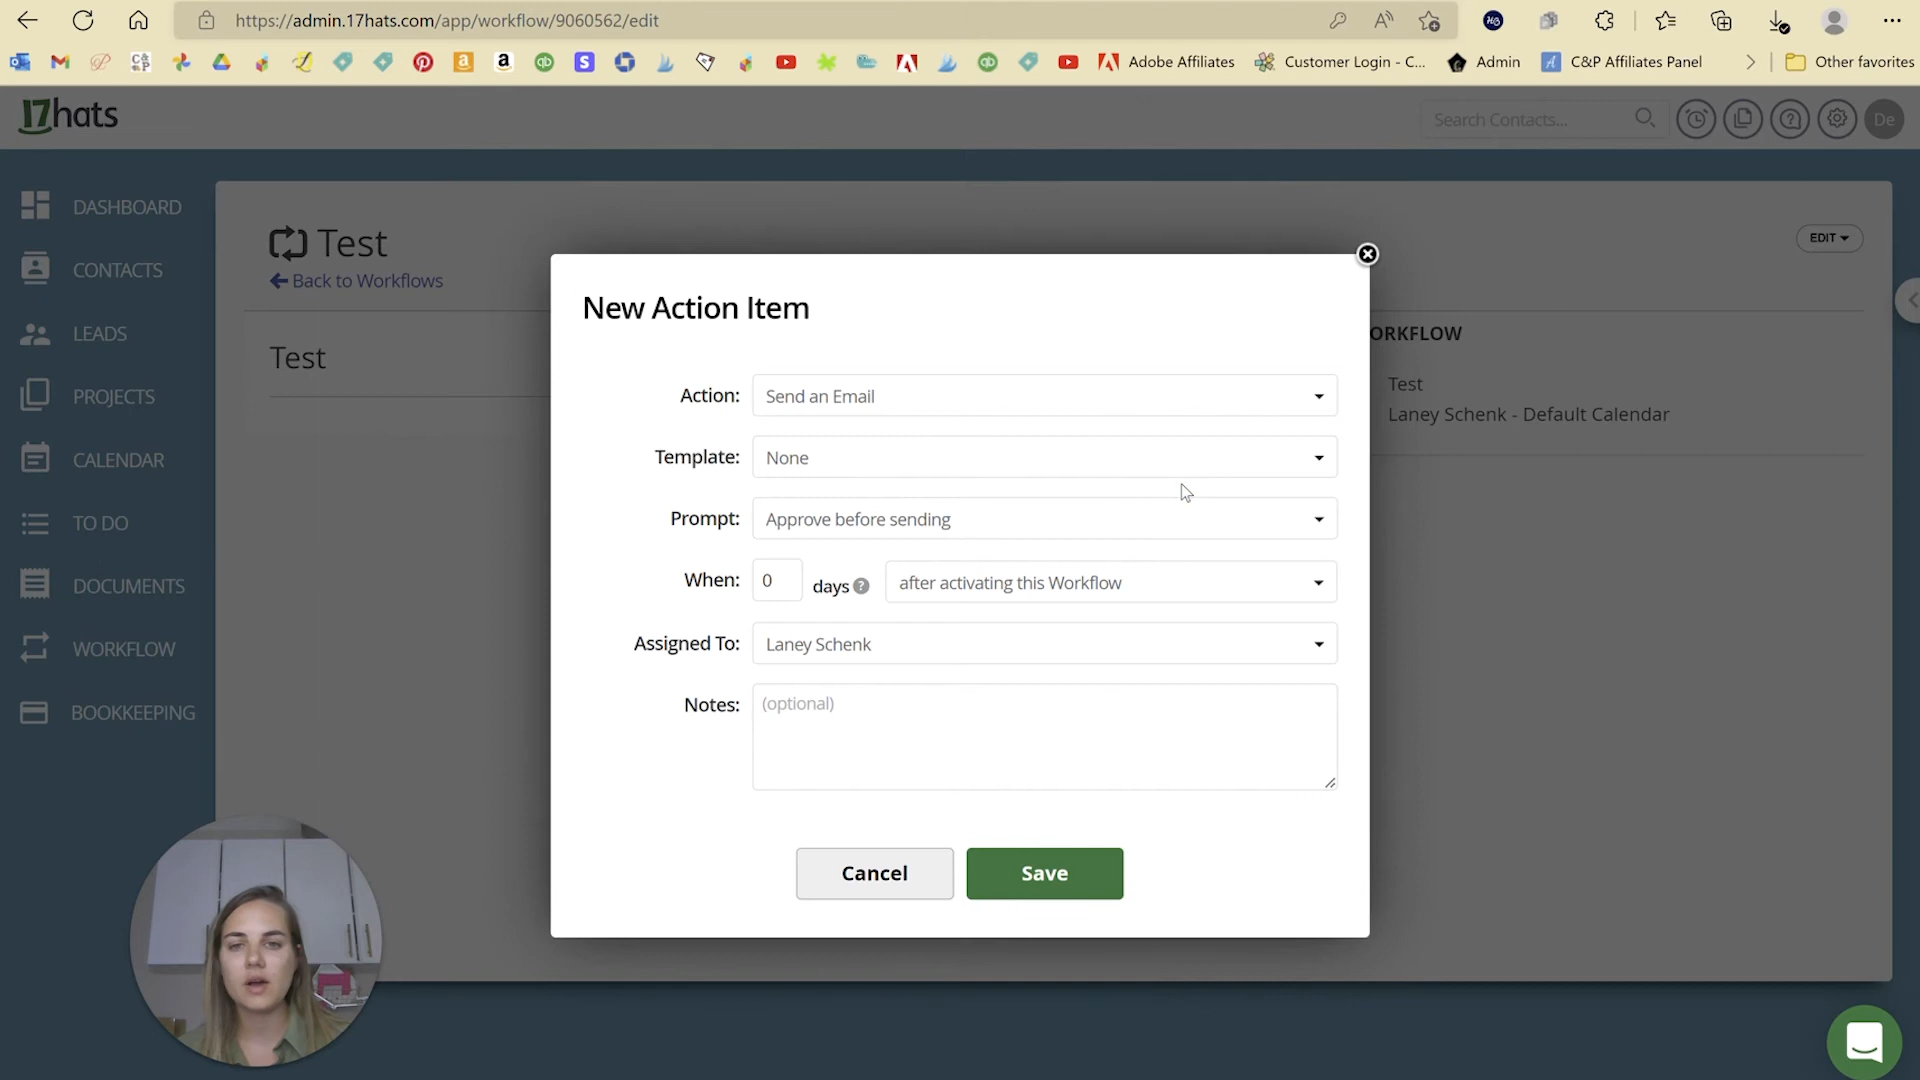 https://admin.17hats.com/app/workflow/9060562/edit
Adobe Affiliates
Customer Login - C...
Admin
C&P Affiliates Panel
Other favorites
17hats
Search Contacts...
De
DASHBOARD
CONTACTS
LEADS
PROJECTS
CALENDAR
TO DO
DOCUMENTS
WORKFLOW
BOOKKEEPING
Test
Back to Workflows
EDIT
Test
ORKFLOW
Test
Laney Schenk - Default Calendar
New Action Item
Action: Send an Email
Template: None
Prompt: Approve before sending
When: 0 days ? after activating this Workflow
Assigned To: Laney Schenk
Notes: (optional)
Cancel Save